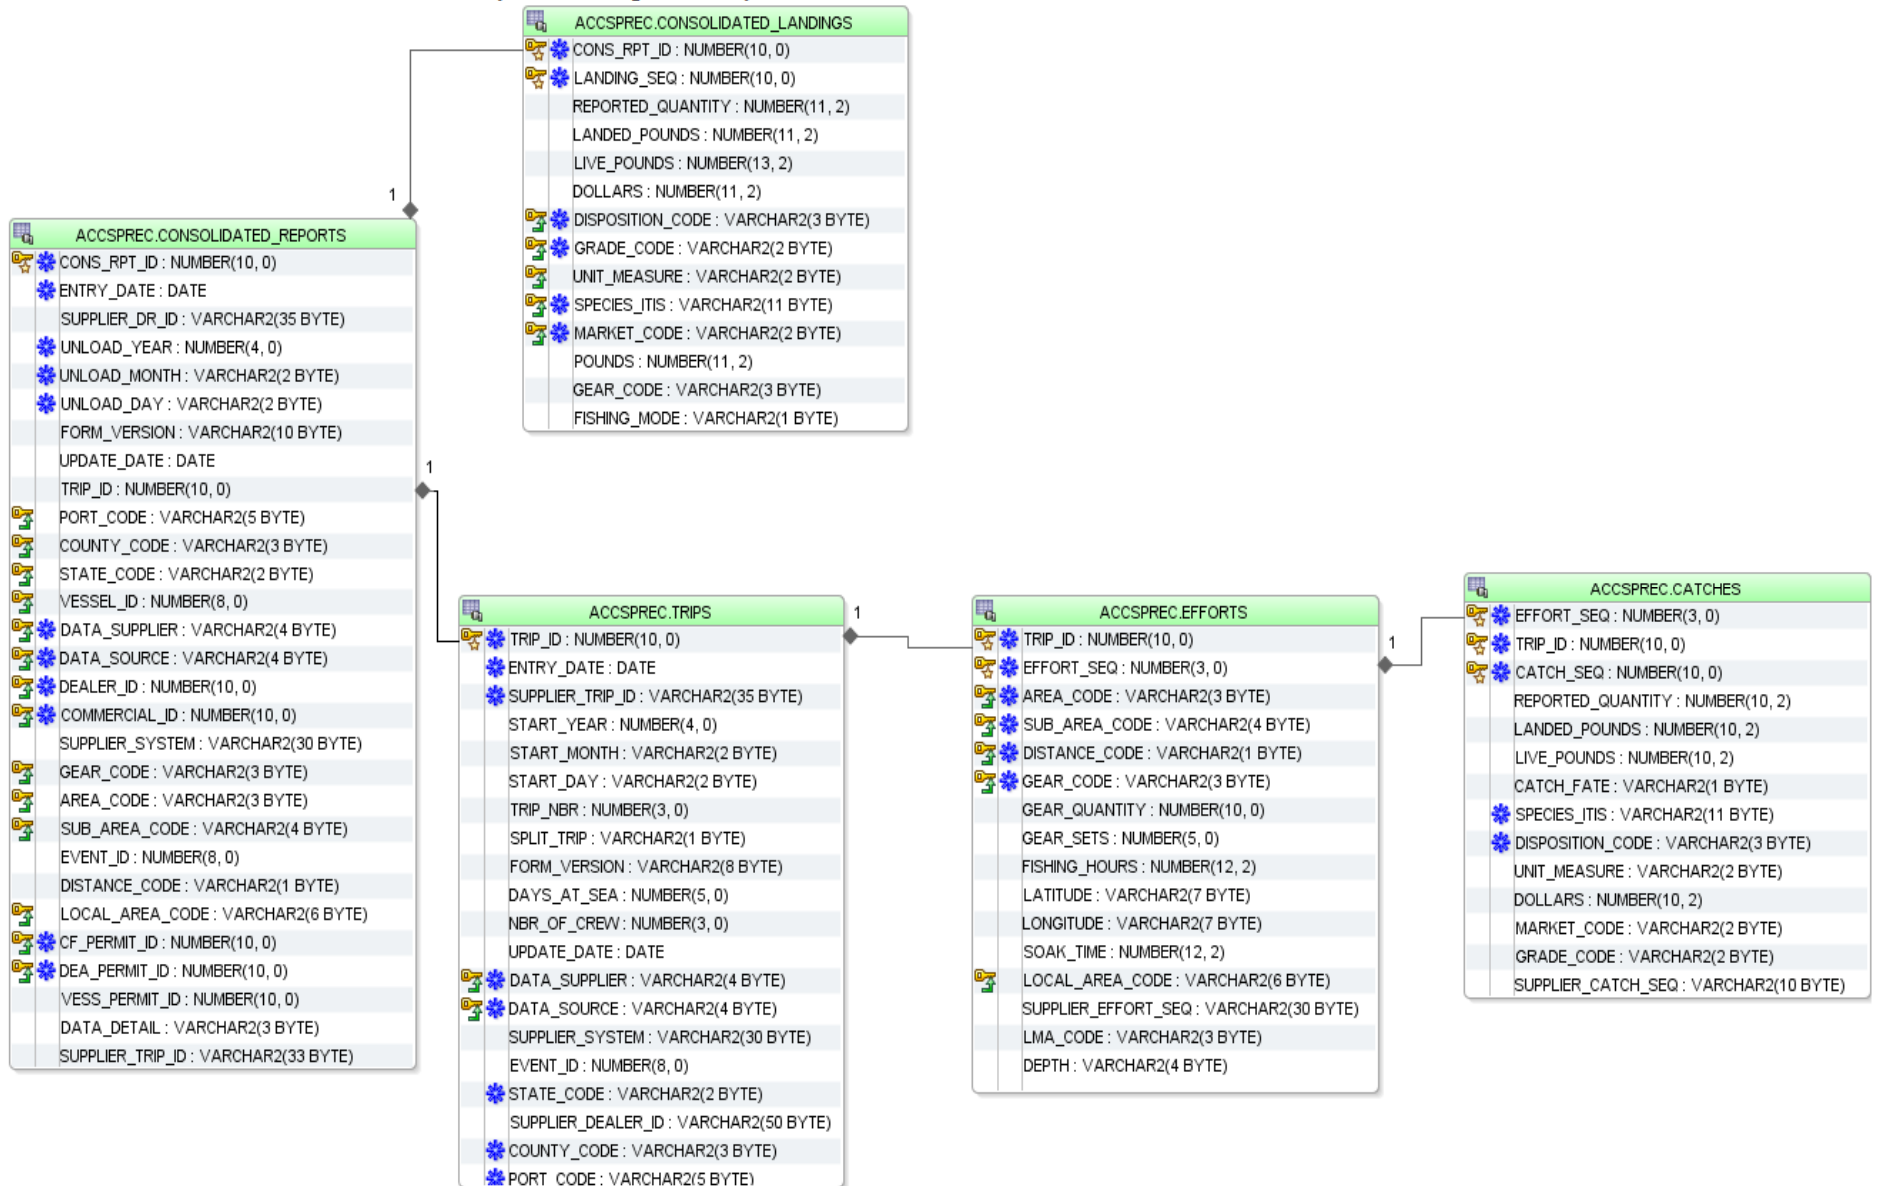 ACCSPREC.CONSOLIDATED_LANDINGS
CONS_RPT_ID : NUMBER(10, 0)
LANDING_SEQ : NUMBER(10, 0)
REPORTED_QUANTITY : NUMBER(11, 2)
LANDED_POUNDS : NUMBER(11, 2)
LIVE_POUNDS : NUMBER(13, 2)
DOLLARS : NUMBER(11, 2)
DISPOSITION_CODE : VARCHAR2(3 BYTE)
GRADE_CODE : VARCHAR2(2 BYTE)
UNIT_MEASURE : VARCHAR2(2 BYTE)
SPECIES_ITIS : VARCHAR2(11 BYTE)
MARKET_CODE : VARCHAR2(2 BYTE)
POUNDS : NUMBER(11, 2)
GEAR_CODE : VARCHAR2(3 BYTE)
FISHING_MODE : VARCHAR2(1 BYTE)
1
ACCSPREC.CONSOLIDATED_REPORTS
CONS_RPT_ID : NUMBER(10, 0)
ENTRY_DATE : DATE
SUPPLIER_DR_ID : VARCHAR2(35 BYTE)
UNLOAD_YEAR : NUMBER(4, 0)
UNLOAD_MONTH : VARCHAR2(2 BYTE)
UNLOAD_DAY : VARCHAR2(2 BYTE)
FORM_VERSION : VARCHAR2(10 BYTE)
UPDATE_DATE : DATE
TRIP_ID : NUMBER(10, 0)
PORT_CODE : VARCHAR2(5 BYTE)
COUNTY_CODE : VARCHAR2(3 BYTE)
STATE_CODE : VARCHAR2(2 BYTE)
VESSEL_ID : NUMBER(8, 0)
DATA_SUPPLIER : VARCHAR2(4 BYTE)
DATA_SOURCE : VARCHAR2(4 BYTE)
DEALER_ID : NUMBER(10, 0)
COMMERCIAL_ID : NUMBER(10, 0)
SUPPLIER_SYSTEM : VARCHAR2(30 BYTE)
GEAR_CODE : VARCHAR2(3 BYTE)
AREA_CODE : VARCHAR2(3 BYTE)
SUB_AREA_CODE : VARCHAR2(4 BYTE)
EVENT_ID : NUMBER(8, 0)
DISTANCE_CODE : VARCHAR2(1 BYTE)
LOCAL_AREA_CODE : VARCHAR2(6 BYTE)
CF_PERMIT_ID : NUMBER(10, 0)
DEA_PERMIT_ID : NUMBER(10, 0)
VESS_PERMIT_ID : NUMBER(10, 0)
DATA_DETAIL : VARCHAR2(3 BYTE)
SUPPLIER_TRIP_ID : VARCHAR2(33 BYTE)
1
ACCSPREC.TRIPS
TRIP_ID : NUMBER(10, 0)
ENTRY_DATE : DATE
SUPPLIER_TRIP_ID : VARCHAR2(35 BYTE)
START_YEAR : NUMBER(4, 0)
START_MONTH : VARCHAR2(2 BYTE)
START_DAY : VARCHAR2(2 BYTE)
TRIP_NBR : NUMBER(3, 0)
SPLIT_TRIP : VARCHAR2(1 BYTE)
FORM_VERSION : VARCHAR2(8 BYTE)
DAYS_AT_SEA : NUMBER(5, 0)
NBR_OF_CREW : NUMBER(3, 0)
UPDATE_DATE : DATE
DATA_SUPPLIER : VARCHAR2(4 BYTE)
DATA_SOURCE : VARCHAR2(4 BYTE)
SUPPLIER_SYSTEM : VARCHAR2(30 BYTE)
EVENT_ID : NUMBER(8, 0)
STATE_CODE : VARCHAR2(2 BYTE)
SUPPLIER_DEALER_ID : VARCHAR2(50 BYTE)
COUNTY_CODE : VARCHAR2(3 BYTE)
PORT_CODE : VARCHAR2(5 BYTE)
1
ACCSPREC.EFFORTS
TRIP_ID : NUMBER(10, 0)
EFFORT_SEQ : NUMBER(3, 0)
AREA_CODE : VARCHAR2(3 BYTE)
SUB_AREA_CODE : VARCHAR2(4 BYTE)
DISTANCE_CODE : VARCHAR2(1 BYTE)
GEAR_CODE : VARCHAR2(3 BYTE)
GEAR_QUANTITY : NUMBER(10, 0)
GEAR_SETS : NUMBER(5, 0)
FISHING_HOURS : NUMBER(12, 2)
LATITUDE : VARCHAR2(7 BYTE)
LONGITUDE : VARCHAR2(7 BYTE)
SOAK_TIME : NUMBER(12, 2)
LOCAL_AREA_CODE : VARCHAR2(6 BYTE)
SUPPLIER_EFFORT_SEQ : VARCHAR2(30 BYTE)
LMA_CODE : VARCHAR2(3 BYTE)
DEPTH : VARCHAR2(4 BYTE)
1
ACCSPREC.CATCHES
EFFORT_SEQ : NUMBER(3, 0)
TRIP_ID : NUMBER(10, 0)
CATCH_SEQ : NUMBER(10, 0)
REPORTED_QUANTITY : NUMBER(10, 2)
LANDED_POUNDS : NUMBER(10, 2)
LIVE_POUNDS : NUMBER(10, 2)
CATCH_FATE : VARCHAR2(1 BYTE)
SPECIES_ITIS : VARCHAR2(11 BYTE)
DISPOSITION_CODE : VARCHAR2(3 BYTE)
UNIT_MEASURE : VARCHAR2(2 BYTE)
DOLLARS : NUMBER(10, 2)
MARKET_CODE : VARCHAR2(2 BYTE)
GRADE_CODE : VARCHAR2(2 BYTE)
SUPPLIER_CATCH_SEQ : VARCHAR2(10 BYTE)